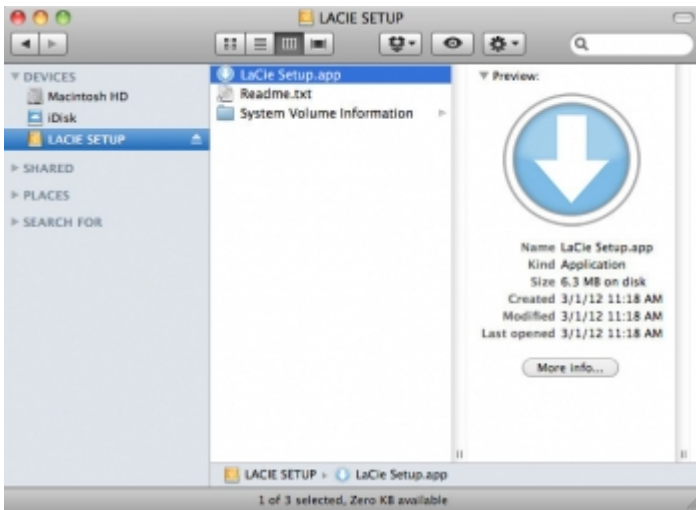 LACIE SETUP
DEVICES
Macintosh HD
iDisk
LACIE SETUP
SHARED
PLACES
SEARCH FOR
LaCie Setup.app
Readme.txt
System Volume Information
Preview:
Name LaCie Setup.app
Kind Application
Size 6.3 MB on disk
Created 3/1/12 11:18 AM
Modified 3/1/12 11:18 AM
Last opened 3/1/12 11:18 AM
More info...
LACIE SETUP LaCie Setup.app
1 of 3 selected, Zero KB available